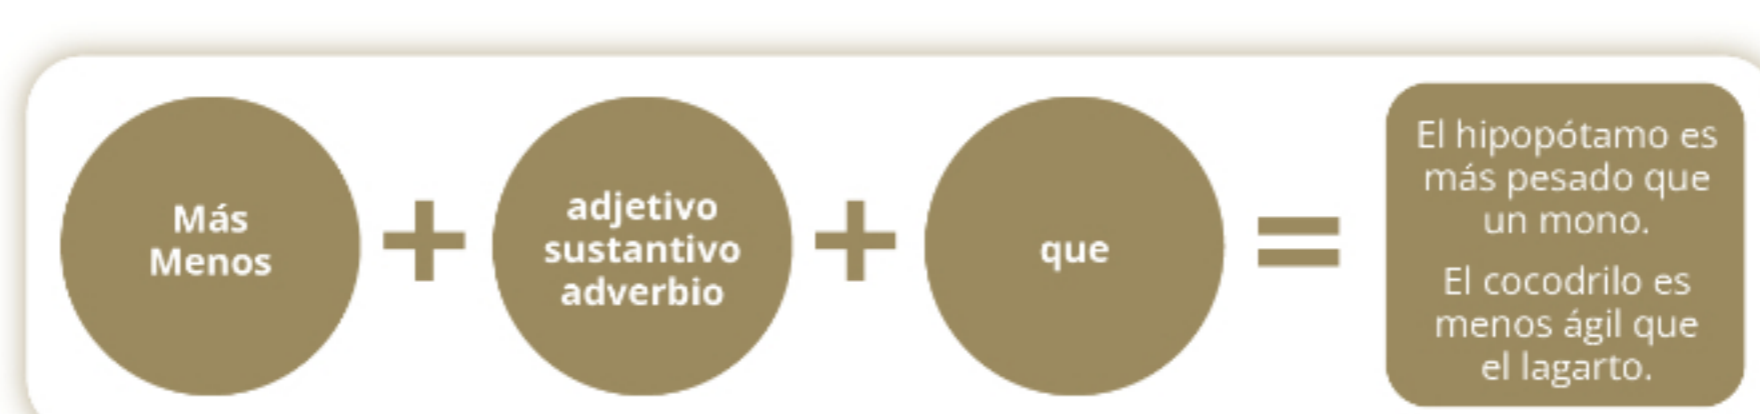 Más
Menos
+
adjetivo
sustantivo
adverbio
+
que
=
El hipopótamo es
más pesado que
un mono.
El cocodrilo es
menos ágil que
el lagarto.